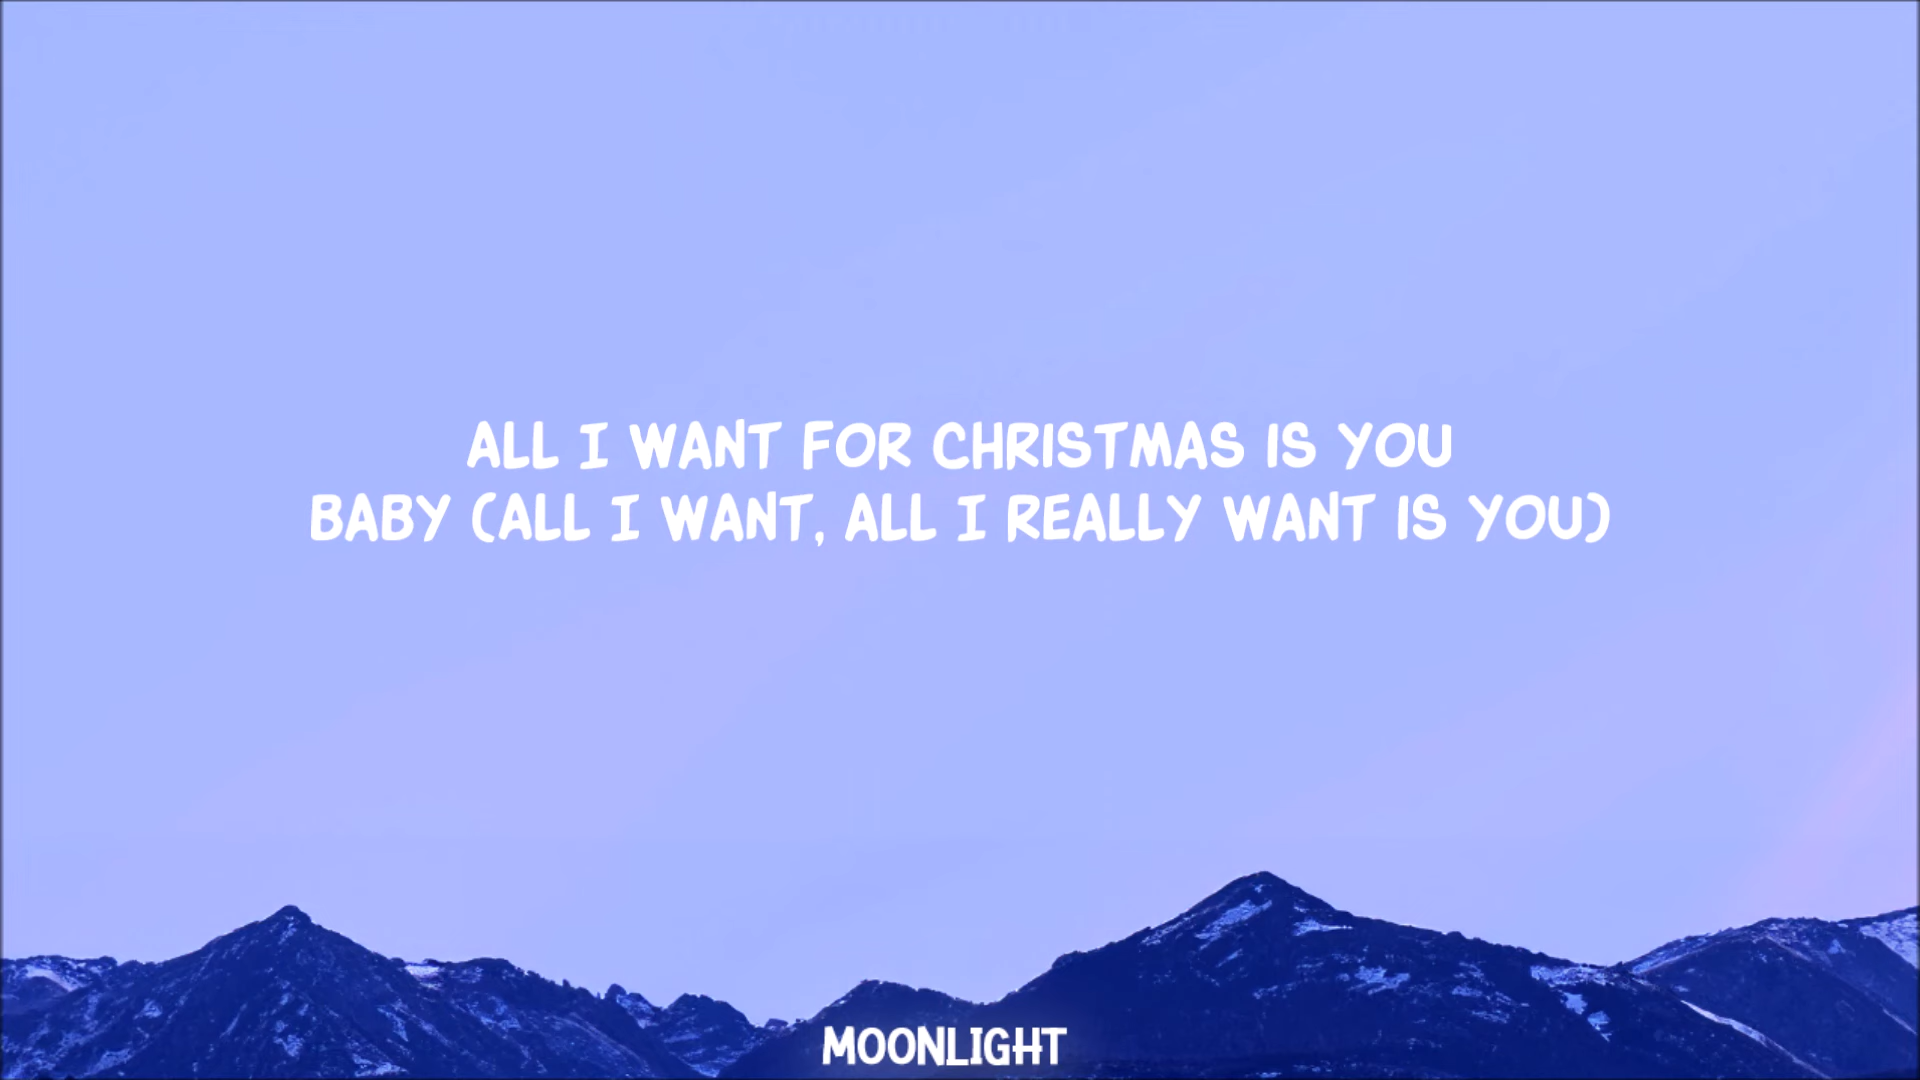 ALL I WANT FOR CHRISTMAS IS YOU
BABY (ALL I WANT, ALL I REALLY WANT IS YOU)
MOONLIGHT